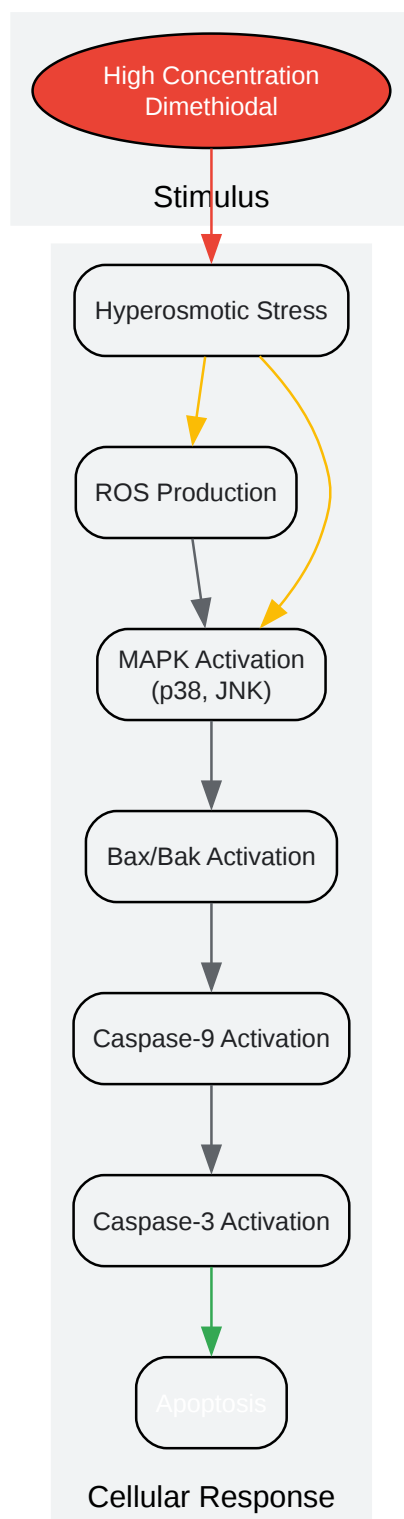 High Concentration
Dimethiodal
Stimulus
Hyperosmotic Stress
ROS Production
MAPK Activation
(p38, JNK)
Bax/Bak Activation
Caspase-9 Activation
Caspase-3 Activation
Apoptosis
Cellular Response